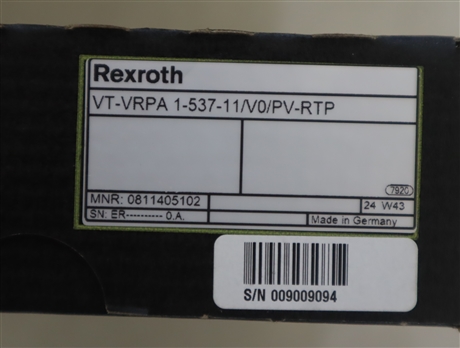 Rexroth
VT-VRPA 1-537-11/V0/PV-RTP
7920
MNR: 0811405102
24 W43
SN: ER---------- 0.A.
Made in Germany
S/N 009009094